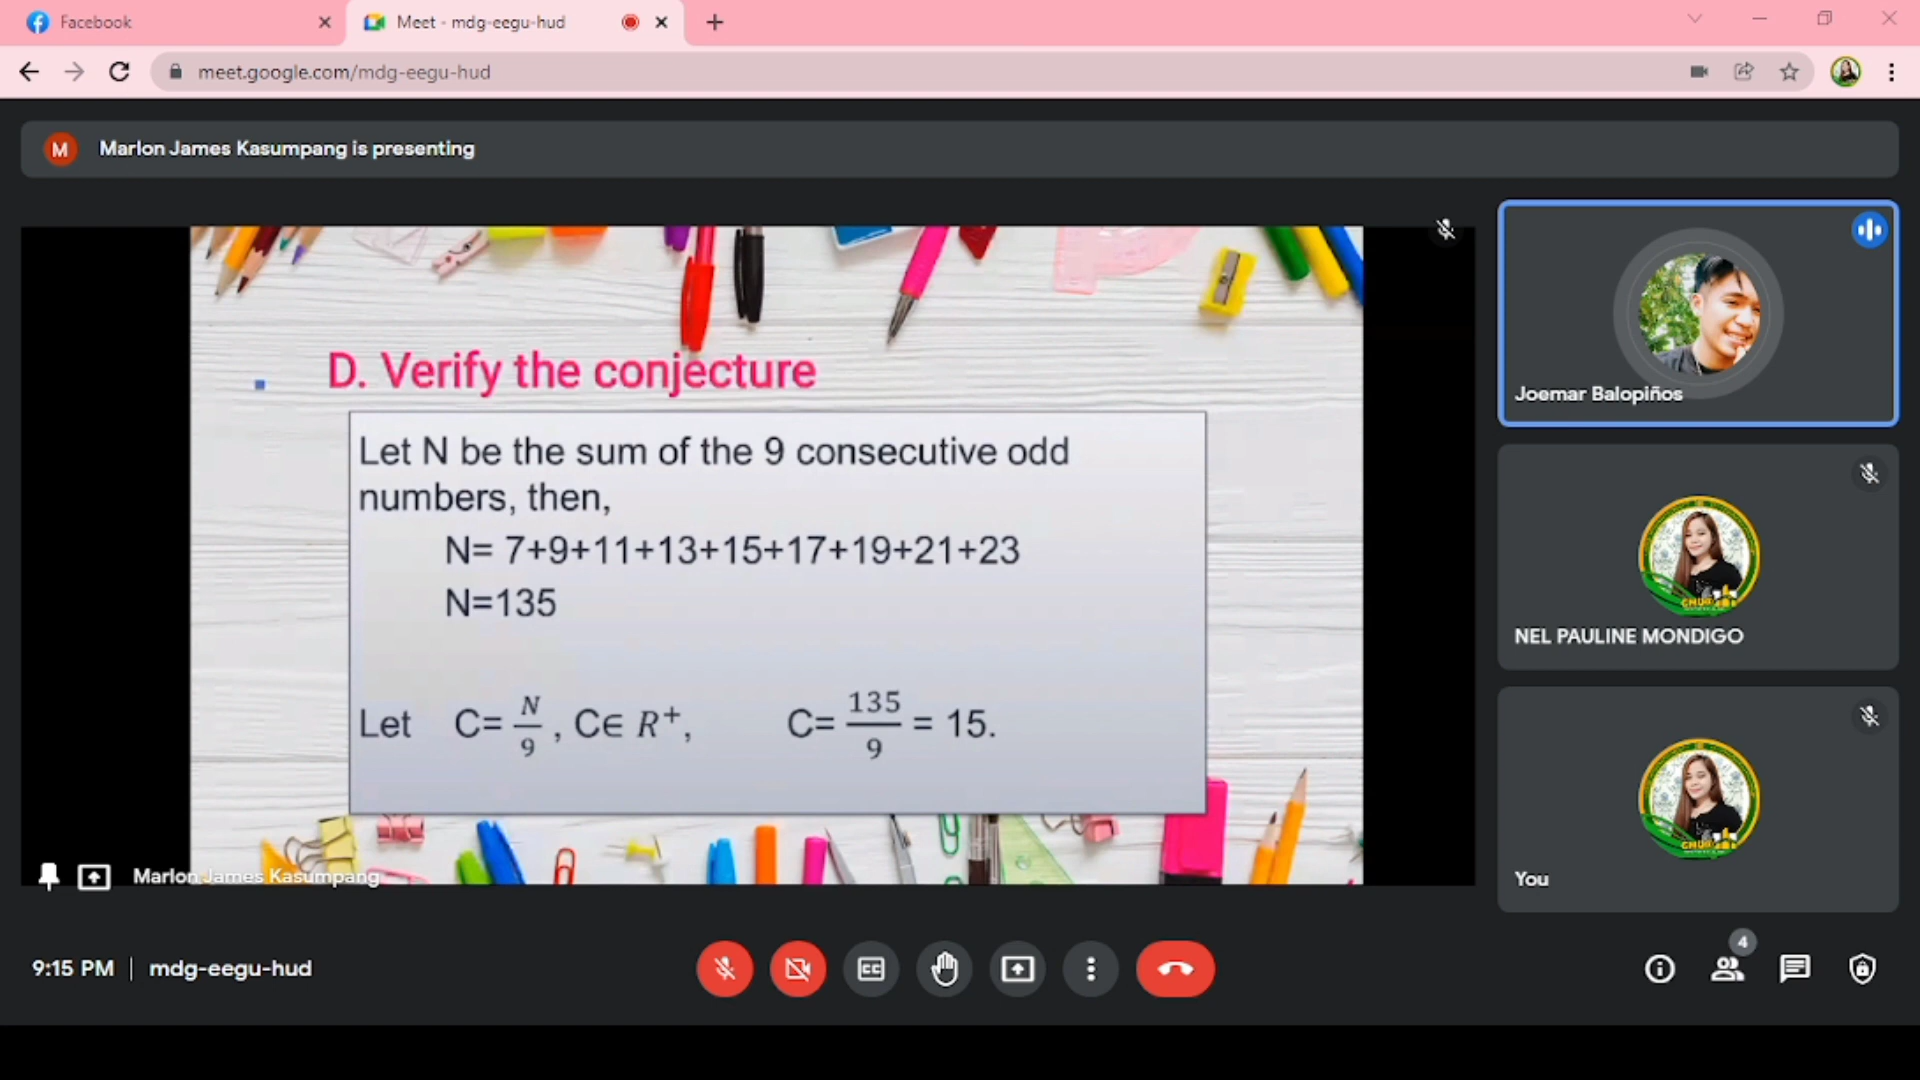 Facebook
Meet - mdg-eegu-hud
meet.google.com/mdg-eegu-hud
M
Marlon James Kasumpang is presenting
D. Verify the conjecture
Let N be the sum of the 9 consecutive odd
numbers, then,
N= 7+9+11+13+15+17+19+21+23
N=135
Let C= N/9 , C∈ R⁺, C= 135/9 = 15.
Marlon James Kasumpang
Joemar Balopiños
NEL PAULINE MONDIGO
You
9:15 PM | mdg-eegu-hud
CC
4